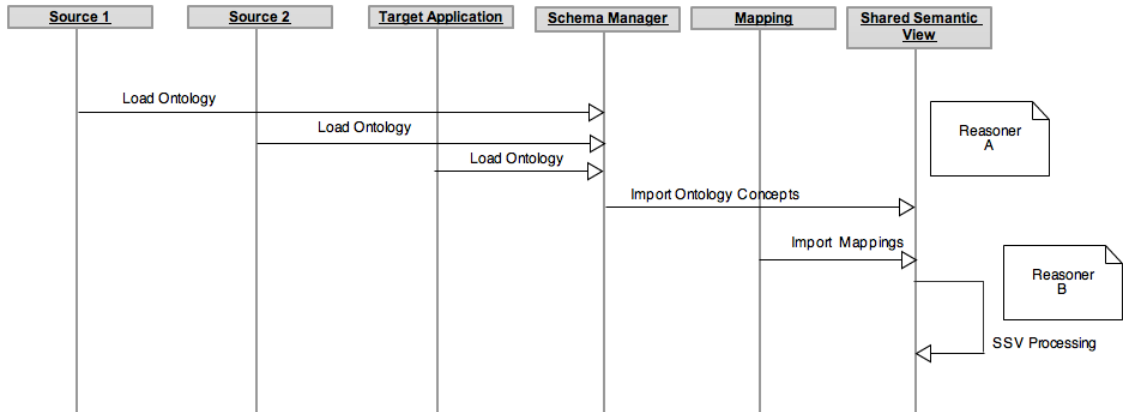 Source 1
Source 2
Target Application
Schema Manager
Mapping
Shared Semantic
View
Load Ontology
Load Ontology
Load Ontology
Reasoner
A
Import Ontology Concepts
Import Mappings
Reasoner
B
SSV Processing